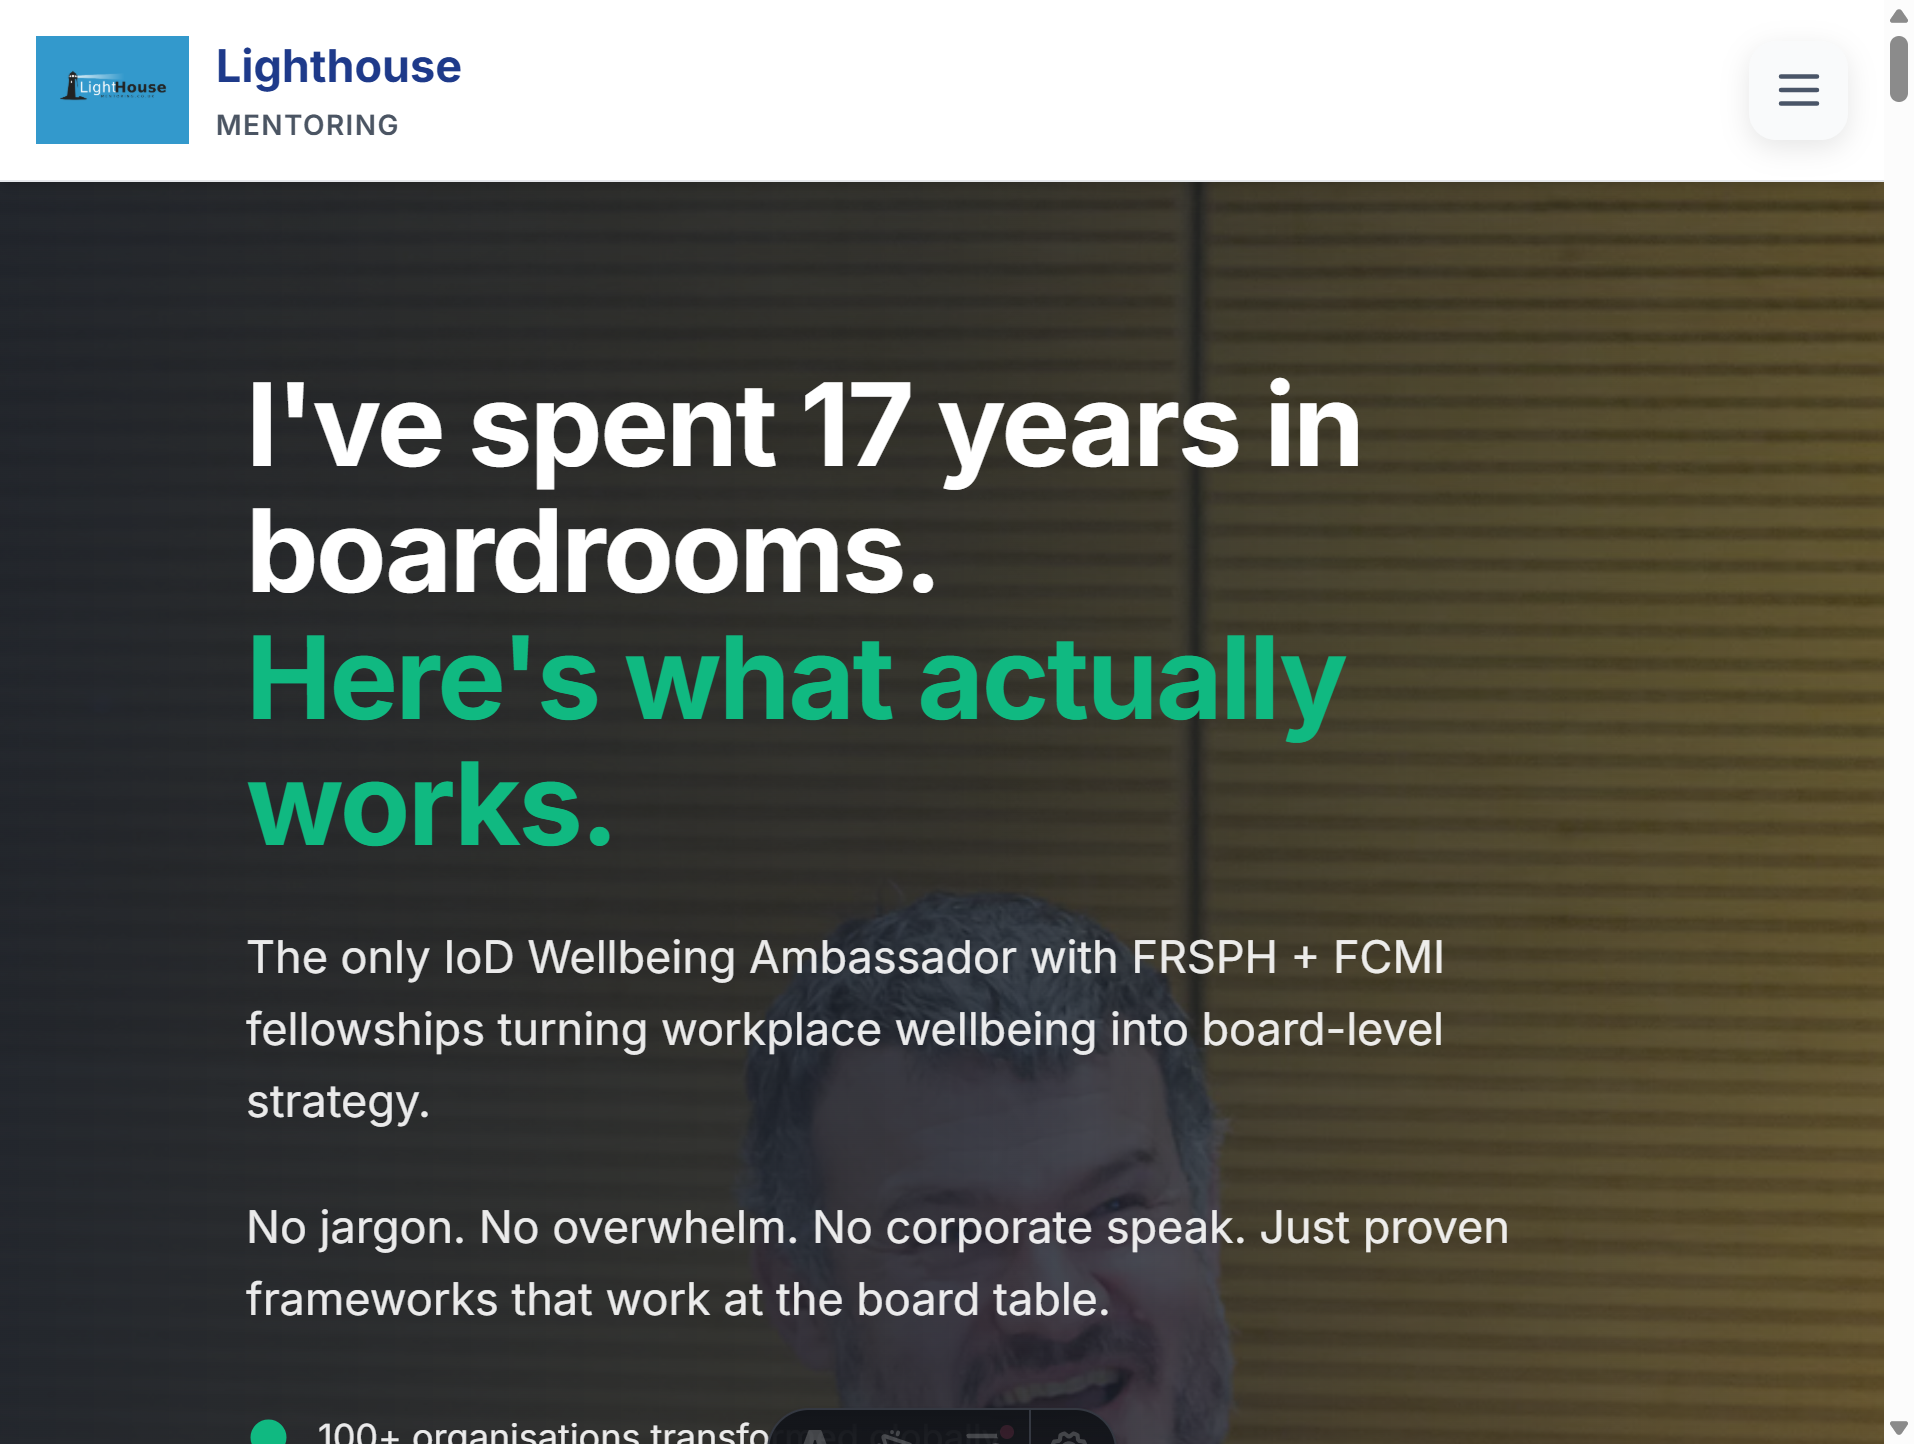 LightHouse
Lighthouse
MENTORING
I've spent 17 years in
boardrooms.
Here's what actually
works.
The only IoD Wellbeing Ambassador with FRSPH + FCMI
fellowships turning workplace wellbeing into board-level
strategy.
No jargon. No overwhelm. No corporate speak. Just proven
frameworks that work at the board table.
100+ organisations transformed globally